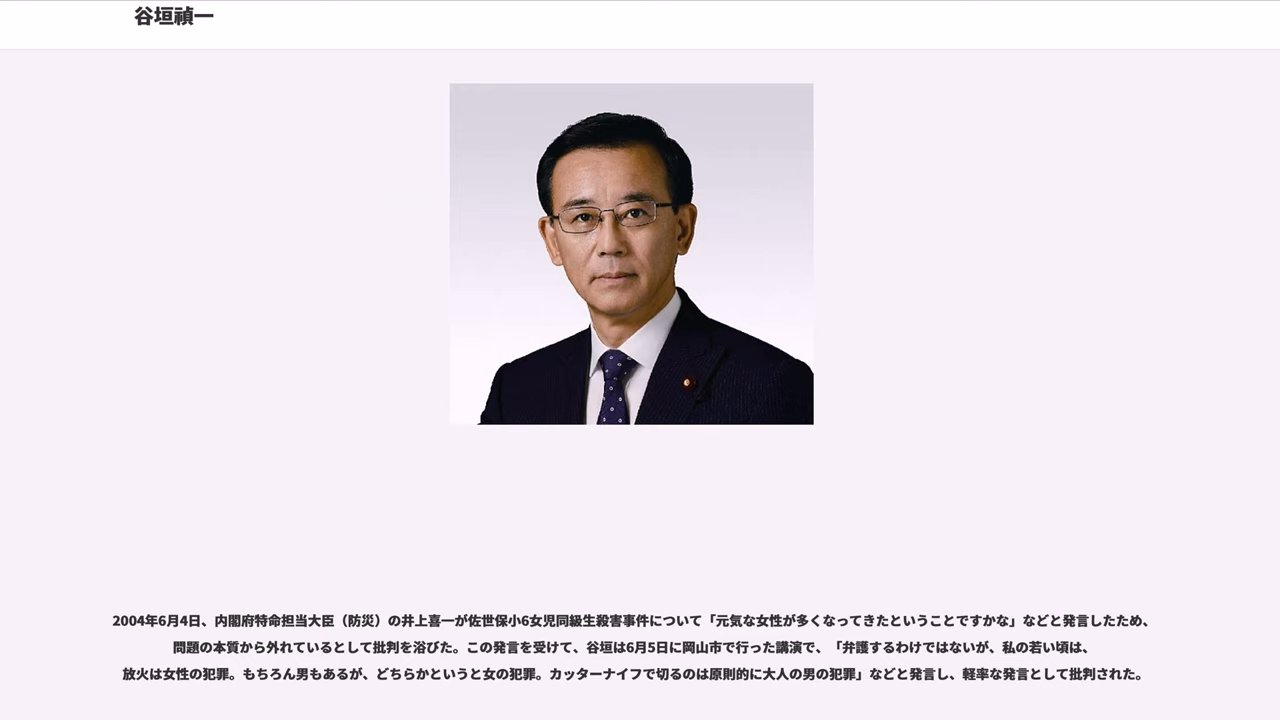 谷垣禎一
2004年6月4日、内閣府特命担当大臣（防災）の井上喜一が佐世保小6女児同級生殺害事件について「元気な女性が多くなってきたということですかな」などと発言したため、
問題の本質から外れているとして批判を浴びた。この発言を受けて、谷垣は6月5日に岡山市で行った講演で、「弁護するわけではないが、私の若い頃は、
放火は女性の犯罪。もちろん男もあるが、どちらかというと女の犯罪。カッターナイフで切るのは原則的に大人の男の犯罪」などと発言し、軽率な発言として批判された。